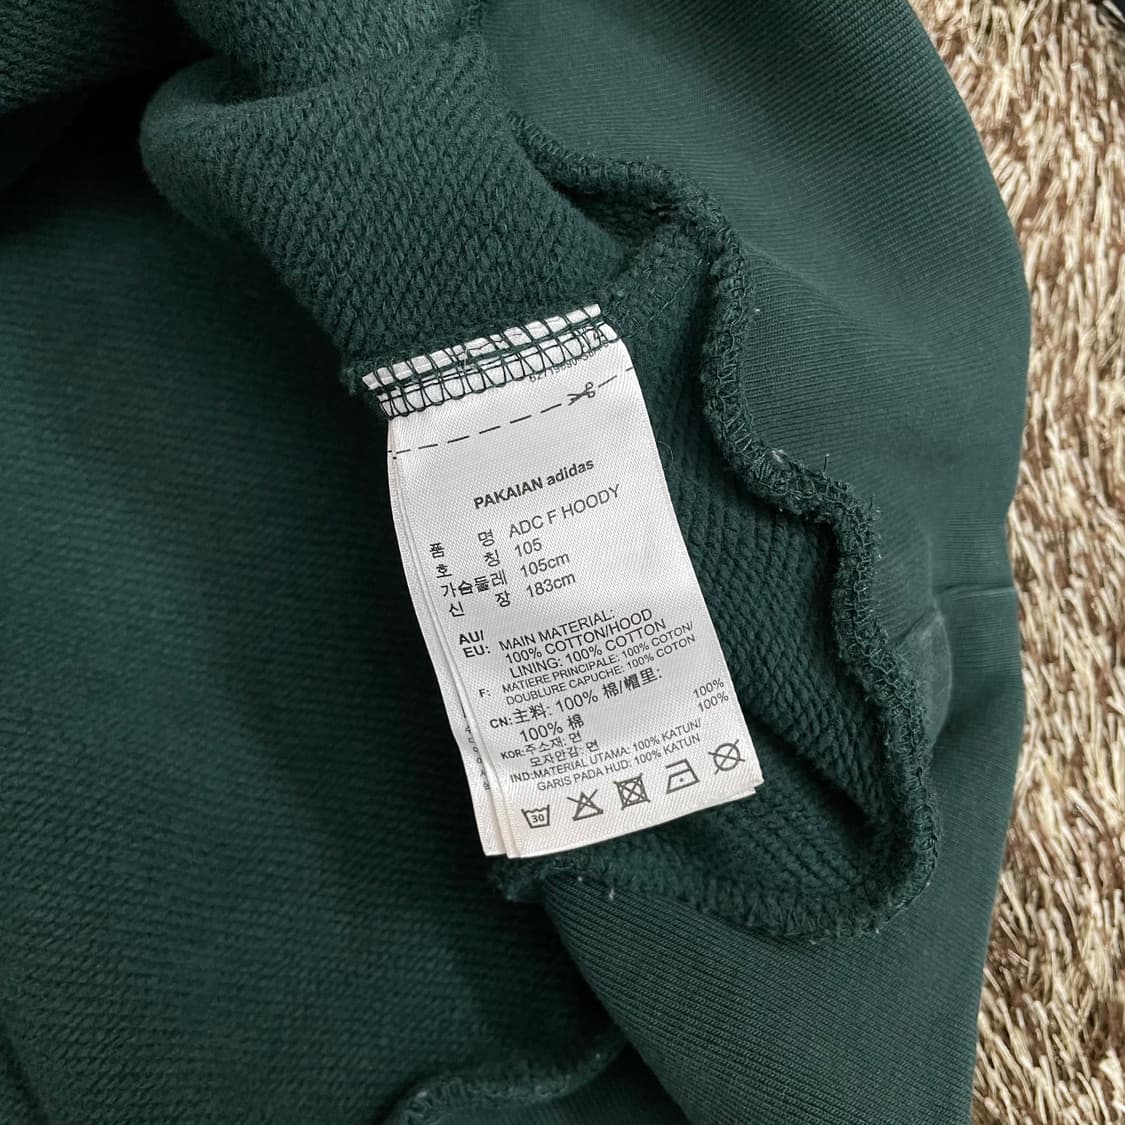 PAKAIAN adidas
품 명 ADC F HOODY
호 칭 105
가슴둘레 105cm
신 장 183cm
AU/ EU: MAIN MATERIAL:
100% COTTON/HOOD
LINING: 100% COTTON
F: MATIERE PRINCIPALE: 100% COTON/
DOUBLURE CAPUCHE: 100% COTON
CN: 主料: 100% 棉/帽里:
100% 棉
KOR: 주소재: 면 100%
모자안감: 면 100%
IND: MATERIAL UTAMA: 100% KATUN/
GARIS PADA HUD: 100% KATUN
30